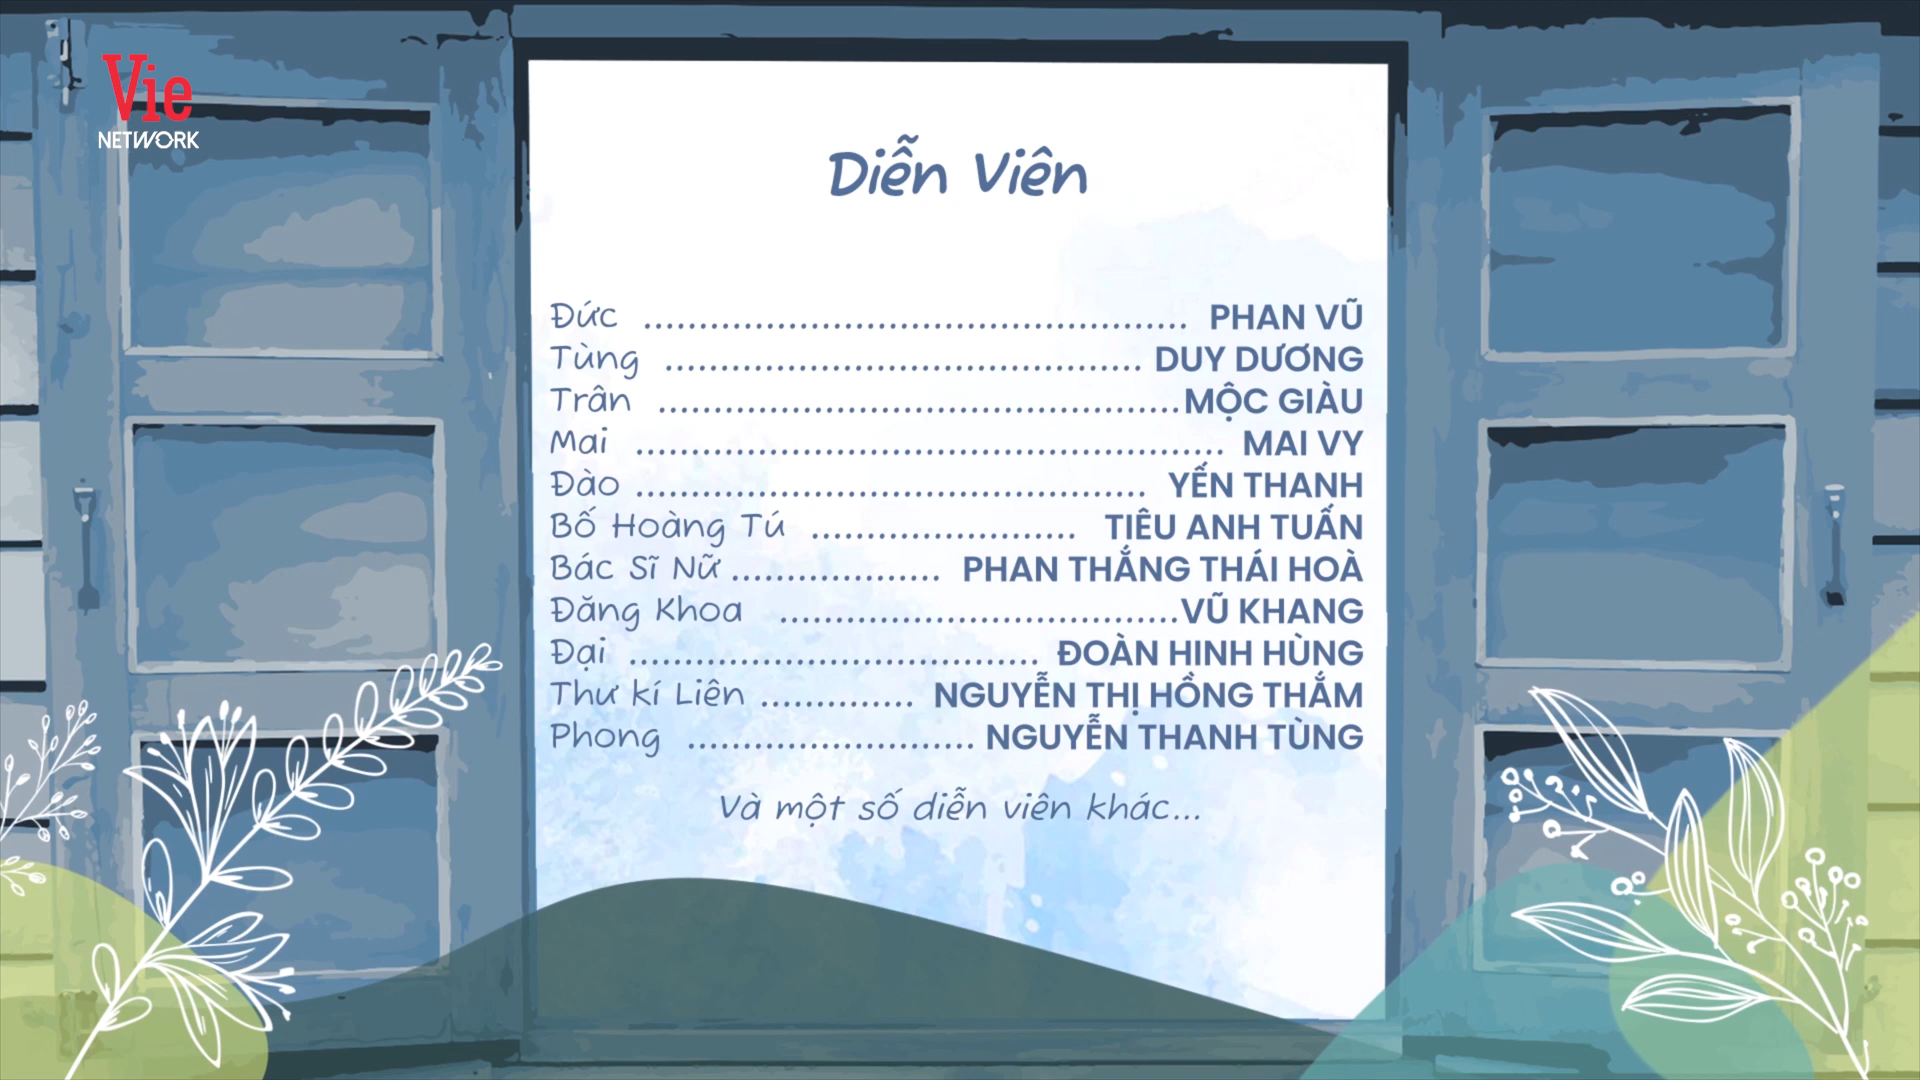 Vie
NETWORK
Diễn Viên
Đức ................................................. PHAN VŨ
Tùng ........................................... DUY DƯƠNG
Trân ...............................................MỘC GIÀU
Mai ..................................................... MAI VY
Đào .............................................. YẾN THANH
Bố Hoàng Tú ........................ TIÊU ANH TUẤN
Bác Sĩ Nữ ................... PHAN THẮNG THÁI HOÀ
Đăng Khoa ....................................VŨ KHANG
Đại ..................................... ĐOÀN HINH HÙNG
Thư kí Liên .............. NGUYỄN THỊ HỒNG THẮM
Phong .......................... NGUYỄN THANH TÙNG
Và một số diễn viên khác...